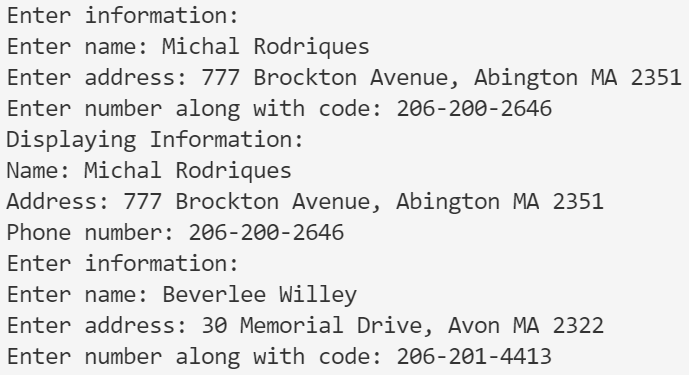 Enter information:
Enter name: Michal Rodriques
Enter address: 777 Brockton Avenue, Abington MA 2351
Enter number along with code: 206-200-2646
Displaying Information:
Name: Michal Rodriques
Address: 777 Brockton Avenue, Abington MA 2351
Phone number: 206-200-2646
Enter information:
Enter name: Beverlee Willey
Enter address: 30 Memorial Drive, Avon MA 2322
Enter number along with code: 206-201-4413